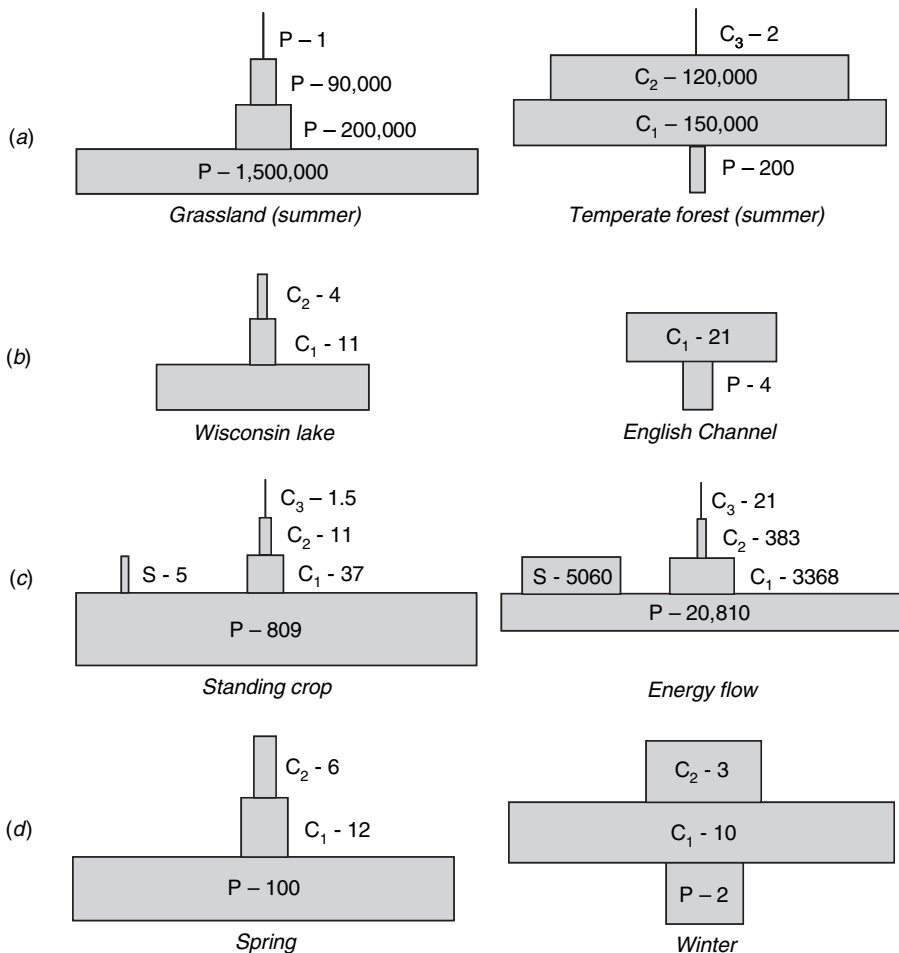 (a)
P – 1
P – 90,000
P – 200,000
P – 1,500,000
Grassland (summer)
C₃ – 2
C₂ – 120,000
C₁ – 150,000
P – 200
Temperate forest (summer)
(b)
C₂ - 4
C₁ - 11
Wisconsin lake
C₁ - 21
P - 4
English Channel
(c)
C₃ – 1.5
C₂ – 11
S - 5
C₁ – 37
P – 809
Standing crop
C₃ – 21
C₂ - 383
S - 5060
C₁ - 3368
P – 20,810
Energy flow
(d)
C₂ - 6
C₁ - 12
P – 100
Spring
C₂ - 3
C₁ - 10
P – 2
Winter